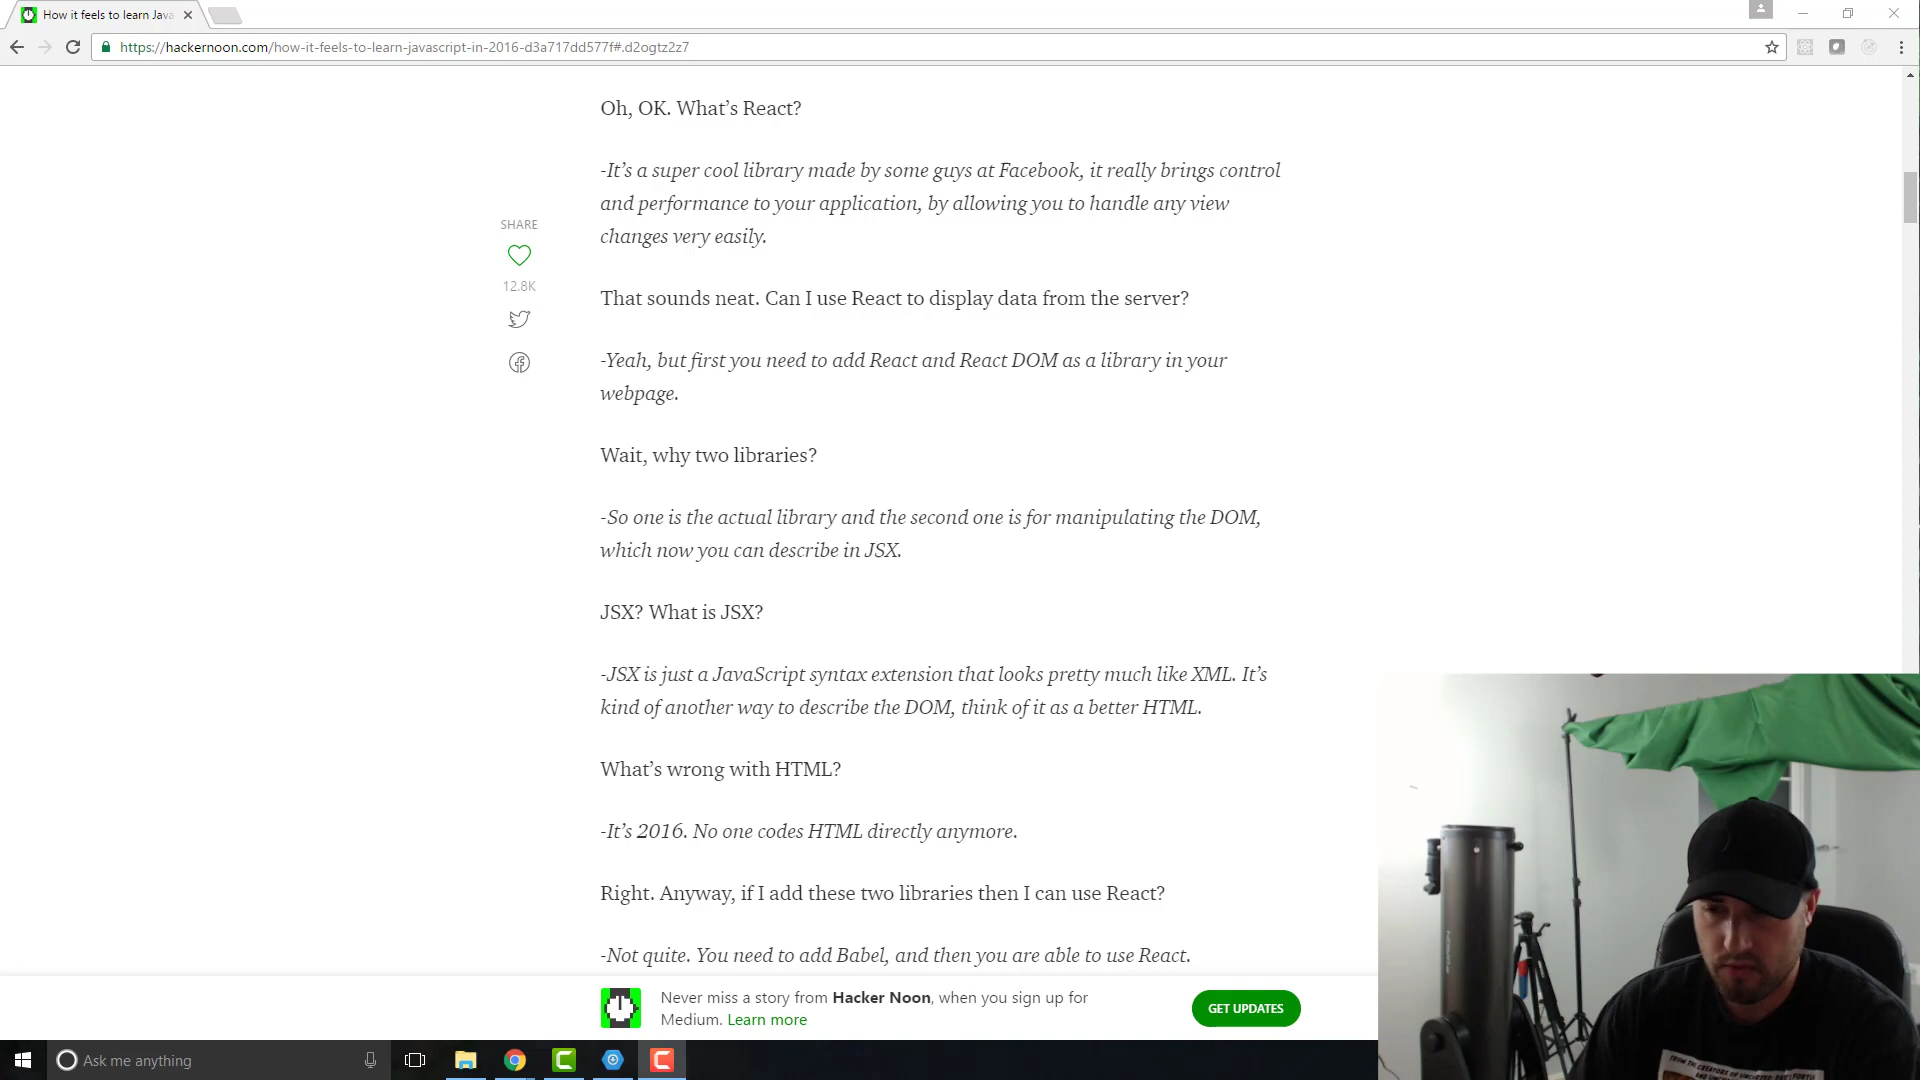 How it feels to learn Java
https://hackernoon.com/how-it-feels-to-learn-javascript-in-2016-d3a717dd577f#.d2ogtz2z7
Oh, OK. What’s React?
-It’s a super cool library made by some guys at Facebook, it really brings control
and performance to your application, by allowing you to handle any view
changes very easily.
SHARE
12.8K
That sounds neat. Can I use React to display data from the server?
-Yeah, but first you need to add React and React DOM as a library in your
webpage.
Wait, why two libraries?
-So one is the actual library and the second one is for manipulating the DOM,
which now you can describe in JSX.
JSX? What is JSX?
-JSX is just a JavaScript syntax extension that looks pretty much like XML. It’s
kind of another way to describe the DOM, think of it as a better HTML.
What’s wrong with HTML?
-It’s 2016. No one codes HTML directly anymore.
Right. Anyway, if I add these two libraries then I can use React?
-Not quite. You need to add Babel, and then you are able to use React.
Never miss a story from Hacker Noon, when you sign up for
Medium. Learn more
GET UPDATES
Ask me anything
FROM THE CREATORS OF UNCIVIL